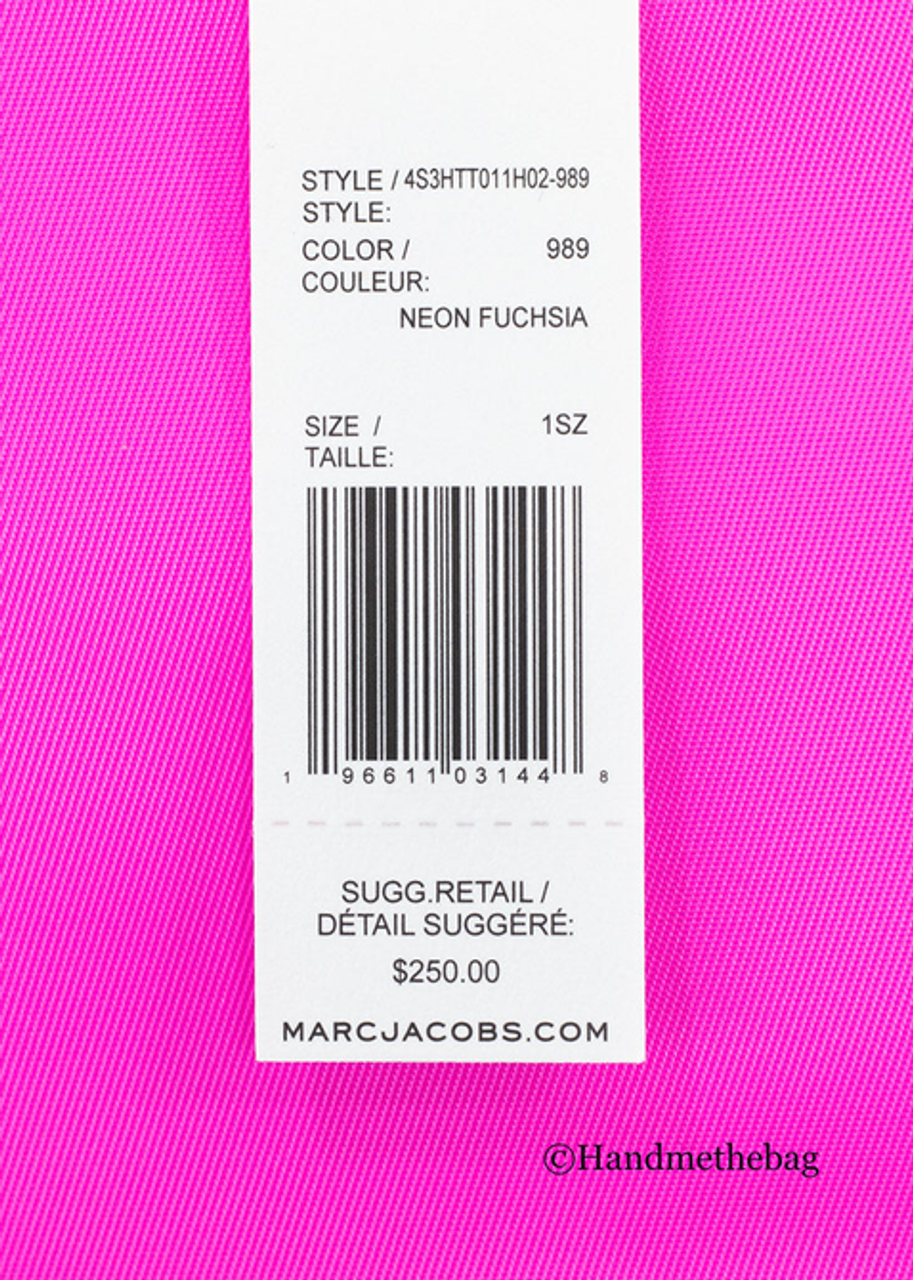 STYLE / 4S3HTT011H02-989
STYLE:
COLOR / 989
COULEUR:
NEON FUCHSIA
SIZE / 1SZ
TAILLE:
1 96611 03144 8
SUGG.RETAIL /
DÉTAIL SUGGÉRÉ:
$250.00
MARCJACOBS.COM
©Handmethebag